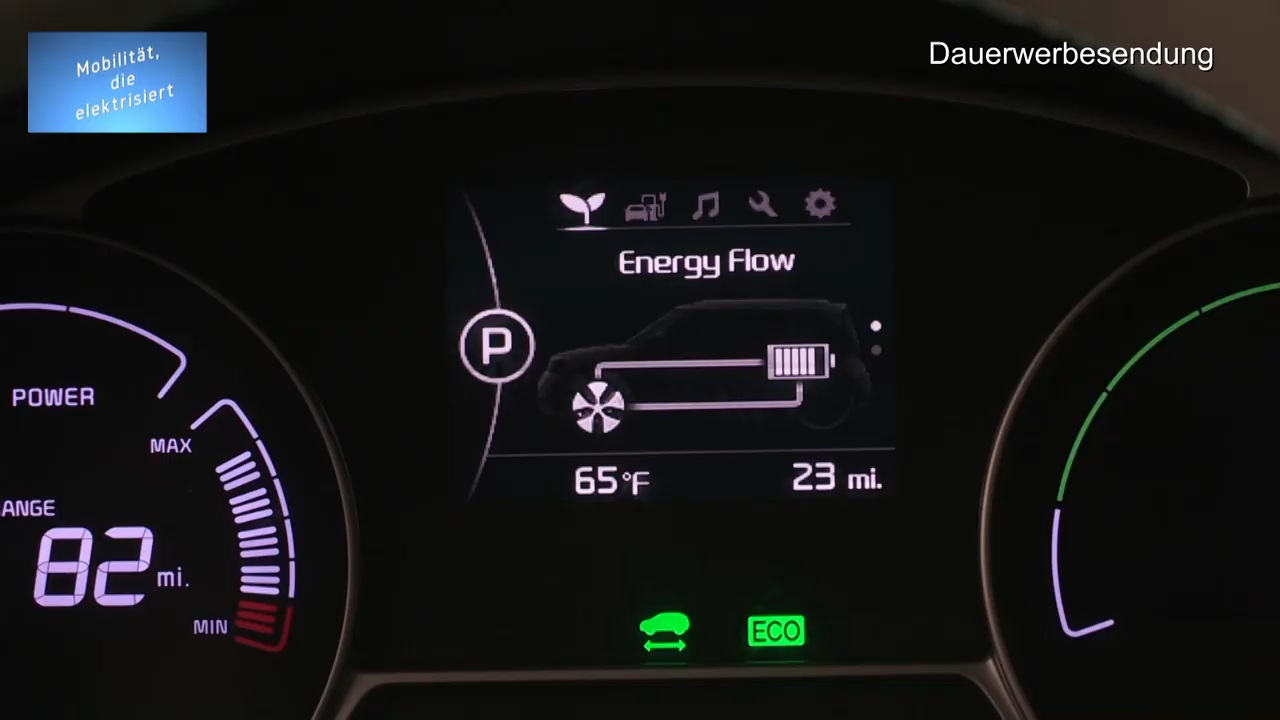 Mobilität,
die
elektrisiert
Dauerwerbesendung
Energy Flow
P
POWER
MAX
65°F
23 mi.
ANGE
82 mi.
MIN
ECO